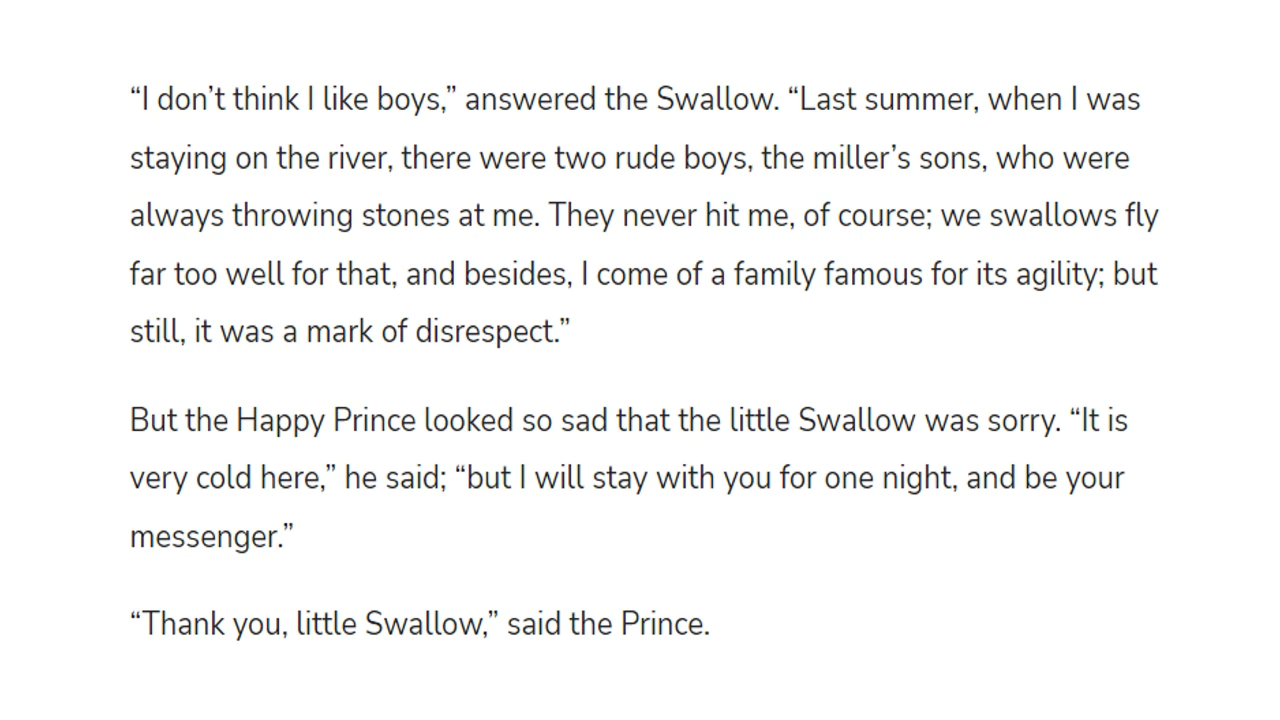 “I don’t think I like boys,” answered the Swallow. “Last summer, when I was
staying on the river, there were two rude boys, the miller’s sons, who were
always throwing stones at me. They never hit me, of course; we swallows fly
far too well for that, and besides, I come of a family famous for its agility; but
still, it was a mark of disrespect.”
But the Happy Prince looked so sad that the little Swallow was sorry. “It is
very cold here,” he said; “but I will stay with you for one night, and be your
messenger.”
“Thank you, little Swallow,” said the Prince.